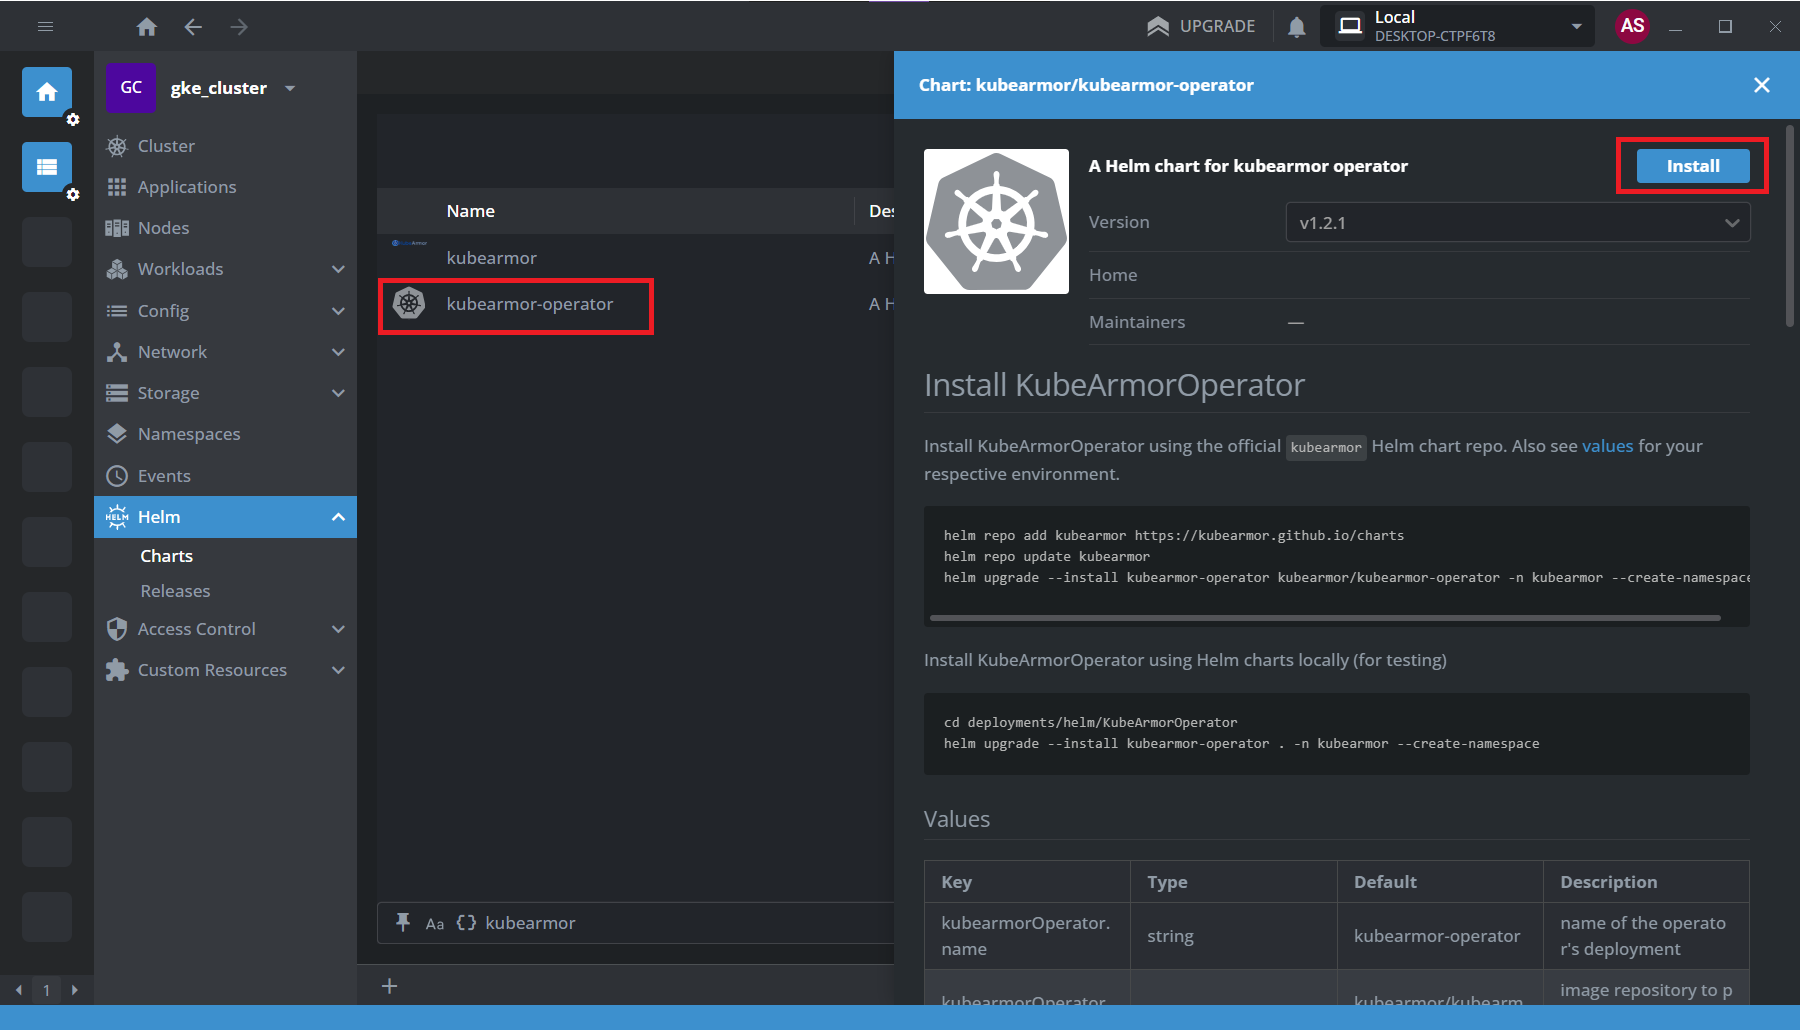 UPGRADE
Local
DESKTOP-CTPF6T8
AS
GC
gke_cluster
Cluster
Applications
Nodes
Workloads
Config
Network
Storage
Namespaces
Events
HELM
Helm
Charts
Releases
Access Control
Custom Resources
1
Name
Des
kubearmor
A H
kubearmor-operator
A H
Aa
kubearmor
Chart: kubearmor/kubearmor-operator
A Helm chart for kubearmor operator
Install
Version
v1.2.1
Home
Maintainers
—
Install KubeArmorOperator
Install KubeArmorOperator using the official kubearmor Helm chart repo. Also see values for your
respective environment.
helm repo add kubearmor https://kubearmor.github.io/charts
helm repo update kubearmor
helm upgrade --install kubearmor-operator kubearmor/kubearmor-operator -n kubearmor --create-namespace
Install KubeArmorOperator using Helm charts locally (for testing)
cd deployments/helm/KubeArmorOperator
helm upgrade --install kubearmor-operator . -n kubearmor --create-namespace
Values
Key
Type
Default
Description
kubearmorOperator.
name
string
kubearmor-operator
name of the operato
r's deployment
kubearmorOperator
kubearmor/kubearm
image repository to p